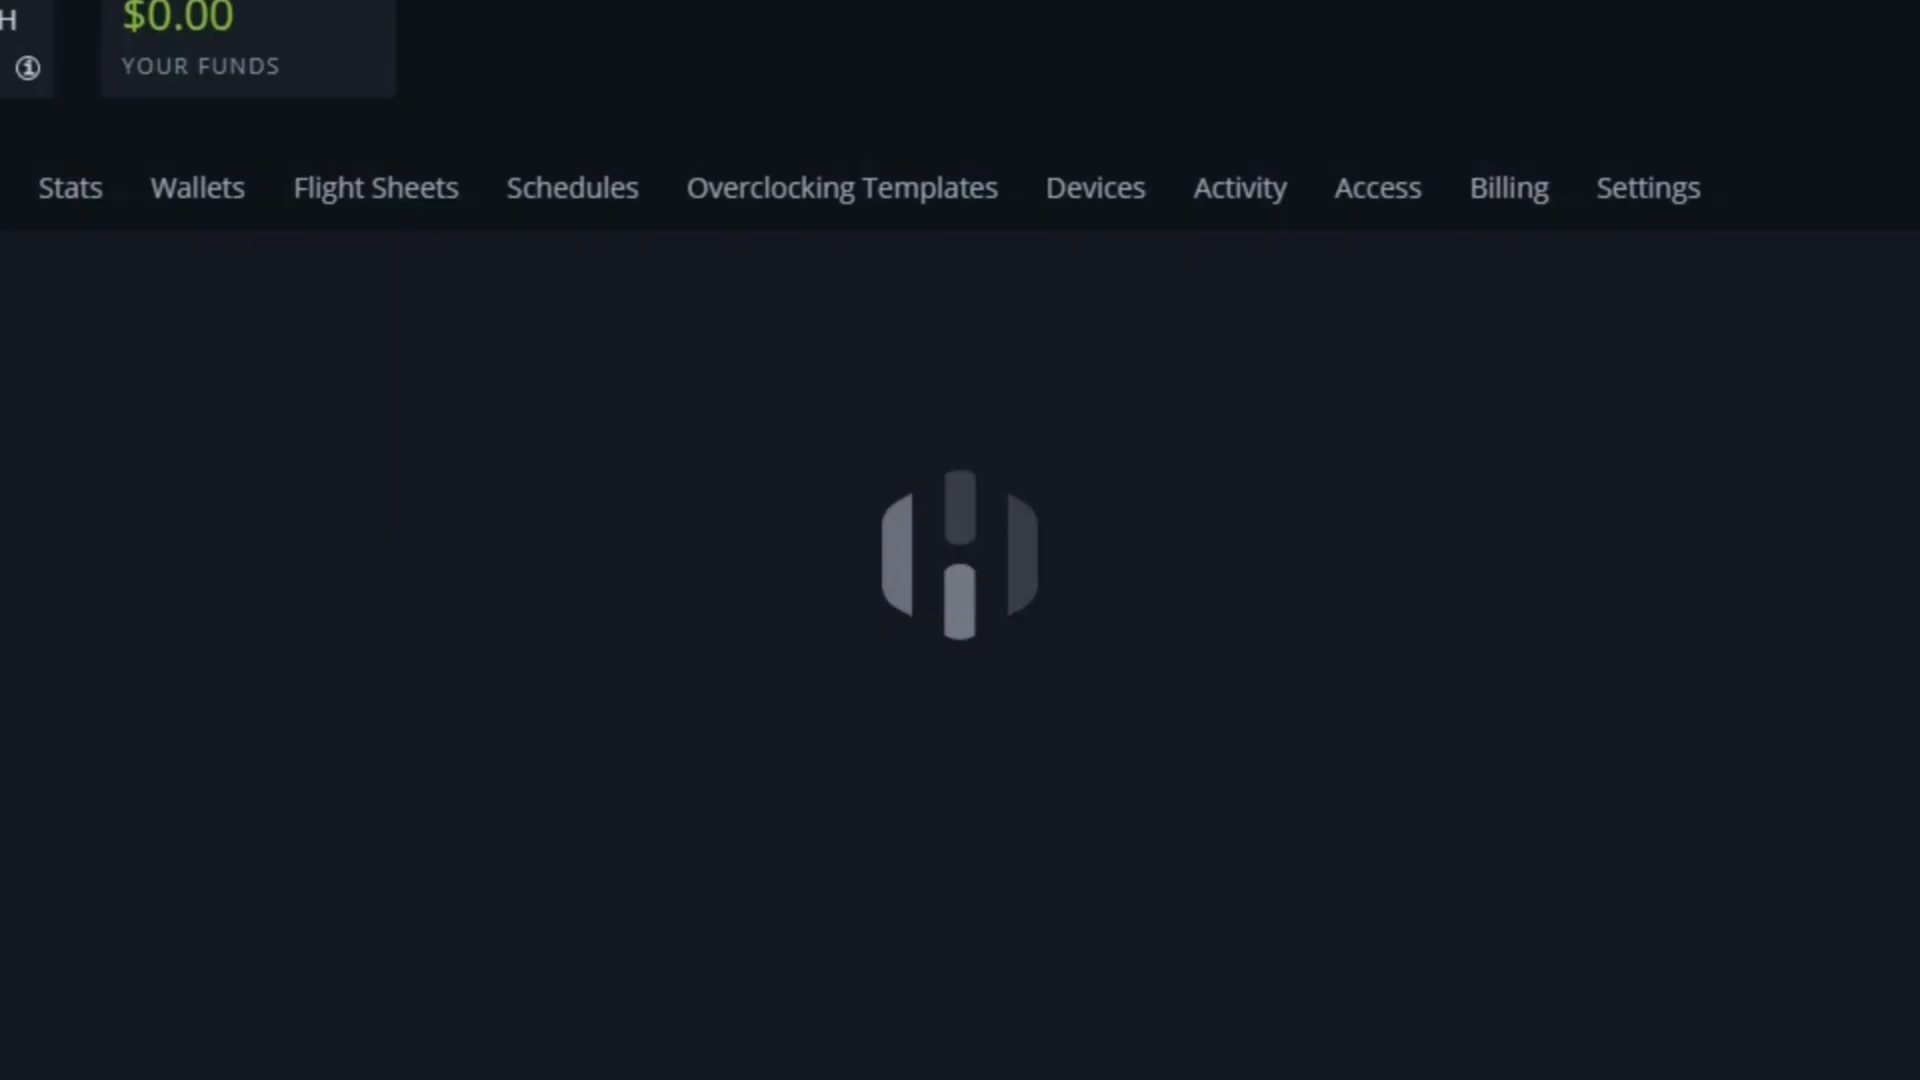 H
$0.00
YOUR FUNDS
Stats Wallets Flight Sheets Schedules Overclocking Templates Devices Activity Access Billing Settings